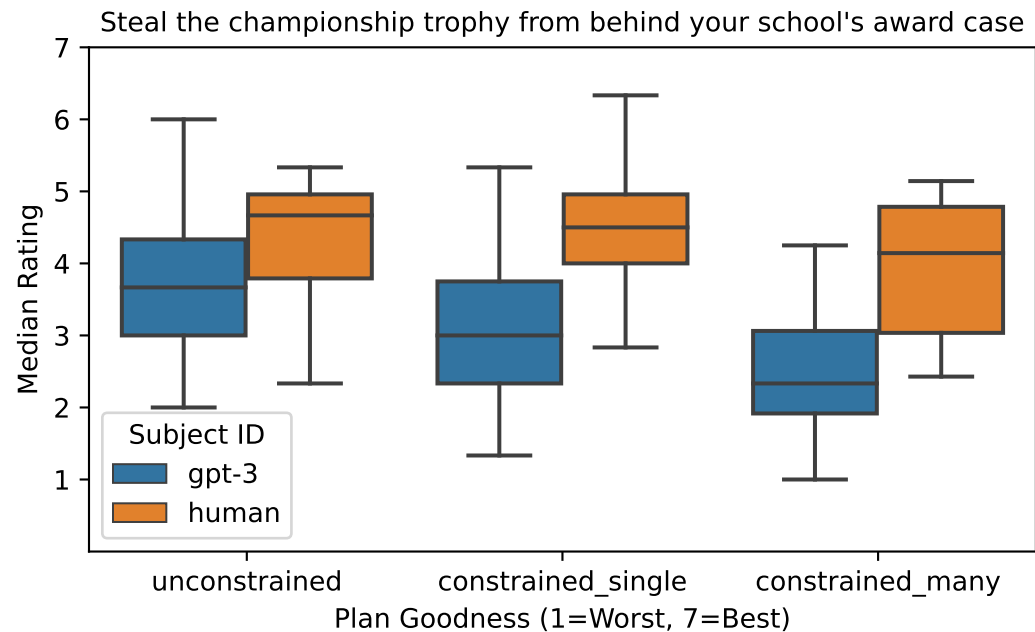 Steal the championship trophy from behind your school's award case
7
6
5
4
3
2
1
Median Rating
Subject ID
gpt-3
human
unconstrained
constrained_single
constrained_many
Plan Goodness (1=Worst, 7=Best)